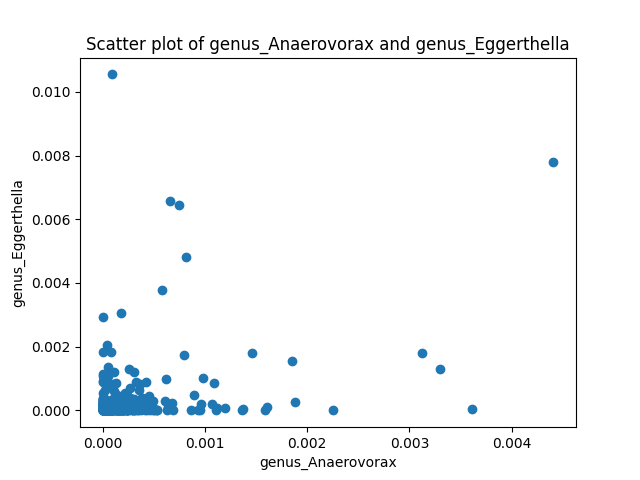 Scatter plot of genus_Anaerovorax and genus_Eggerthella
0.010
0.008
0.006
0.004
0.002
0.000
genus_Eggerthella
0.000 0.001 0.002 0.003 0.004
genus_Anaerovorax